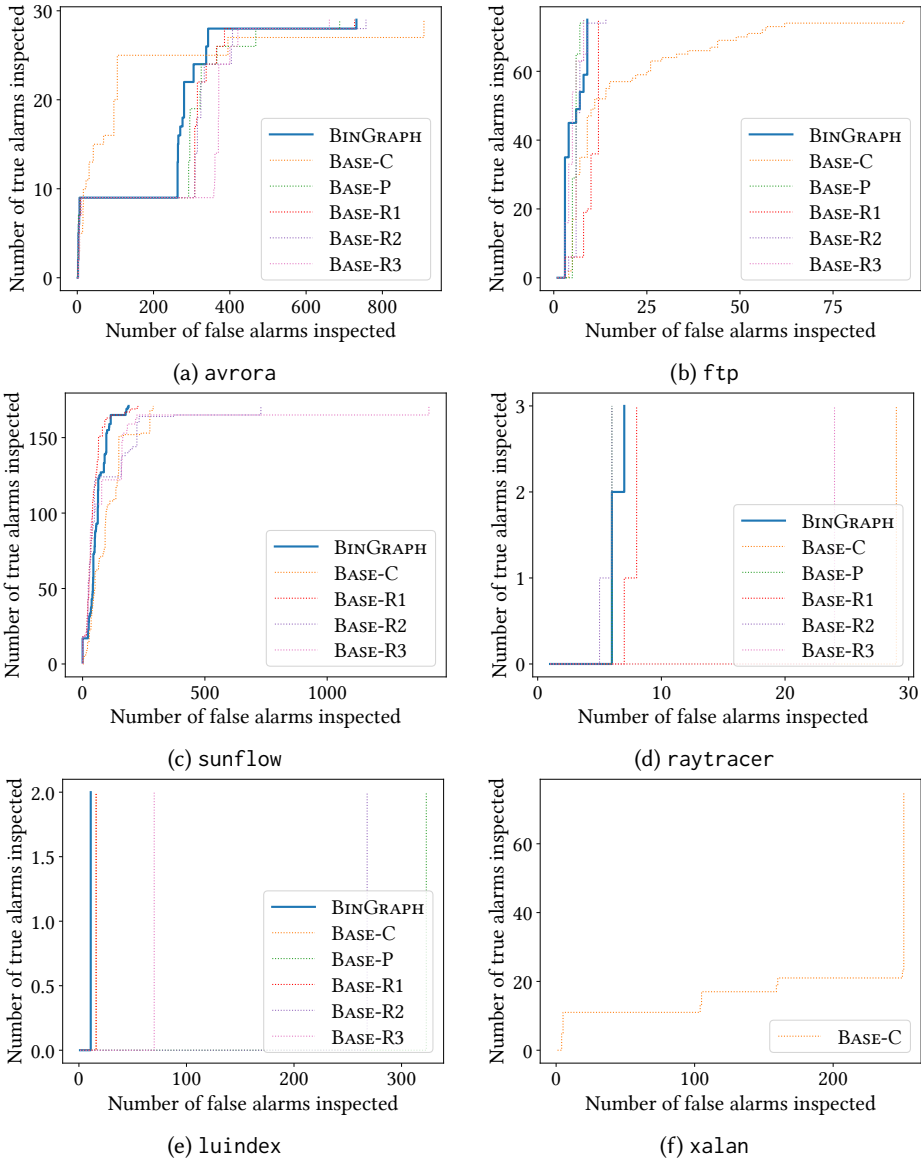 Number of true alarms inspected
30
20
10
0
0
200
400
600
800
Number of false alarms inspected
BINGRAPH
BASE-C
BASE-P
BASE-R1
BASE-R2
BASE-R3
(a) avrora
Number of true alarms inspected
60
40
20
0
0
25
50
75
Number of false alarms inspected
BINGRAPH
BASE-C
BASE-P
BASE-R1
BASE-R2
BASE-R3
(b) ftp
Number of true alarms inspected
150
100
50
0
0
500
1000
Number of false alarms inspected
BINGRAPH
BASE-C
BASE-R1
BASE-R2
BASE-R3
(c) sunflow
Number of true alarms inspected
3
2
1
0
0
10
20
30
Number of false alarms inspected
BINGRAPH
BASE-C
BASE-P
BASE-R1
BASE-R2
BASE-R3
(d) raytracer
Number of true alarms inspected
2.0
1.5
1.0
0.5
0.0
0
100
200
300
Number of false alarms inspected
BINGRAPH
BASE-C
BASE-P
BASE-R1
BASE-R2
BASE-R3
(e) luindex
Number of true alarms inspected
60
40
20
0
0
100
200
Number of false alarms inspected
BASE-C
(f) xalan